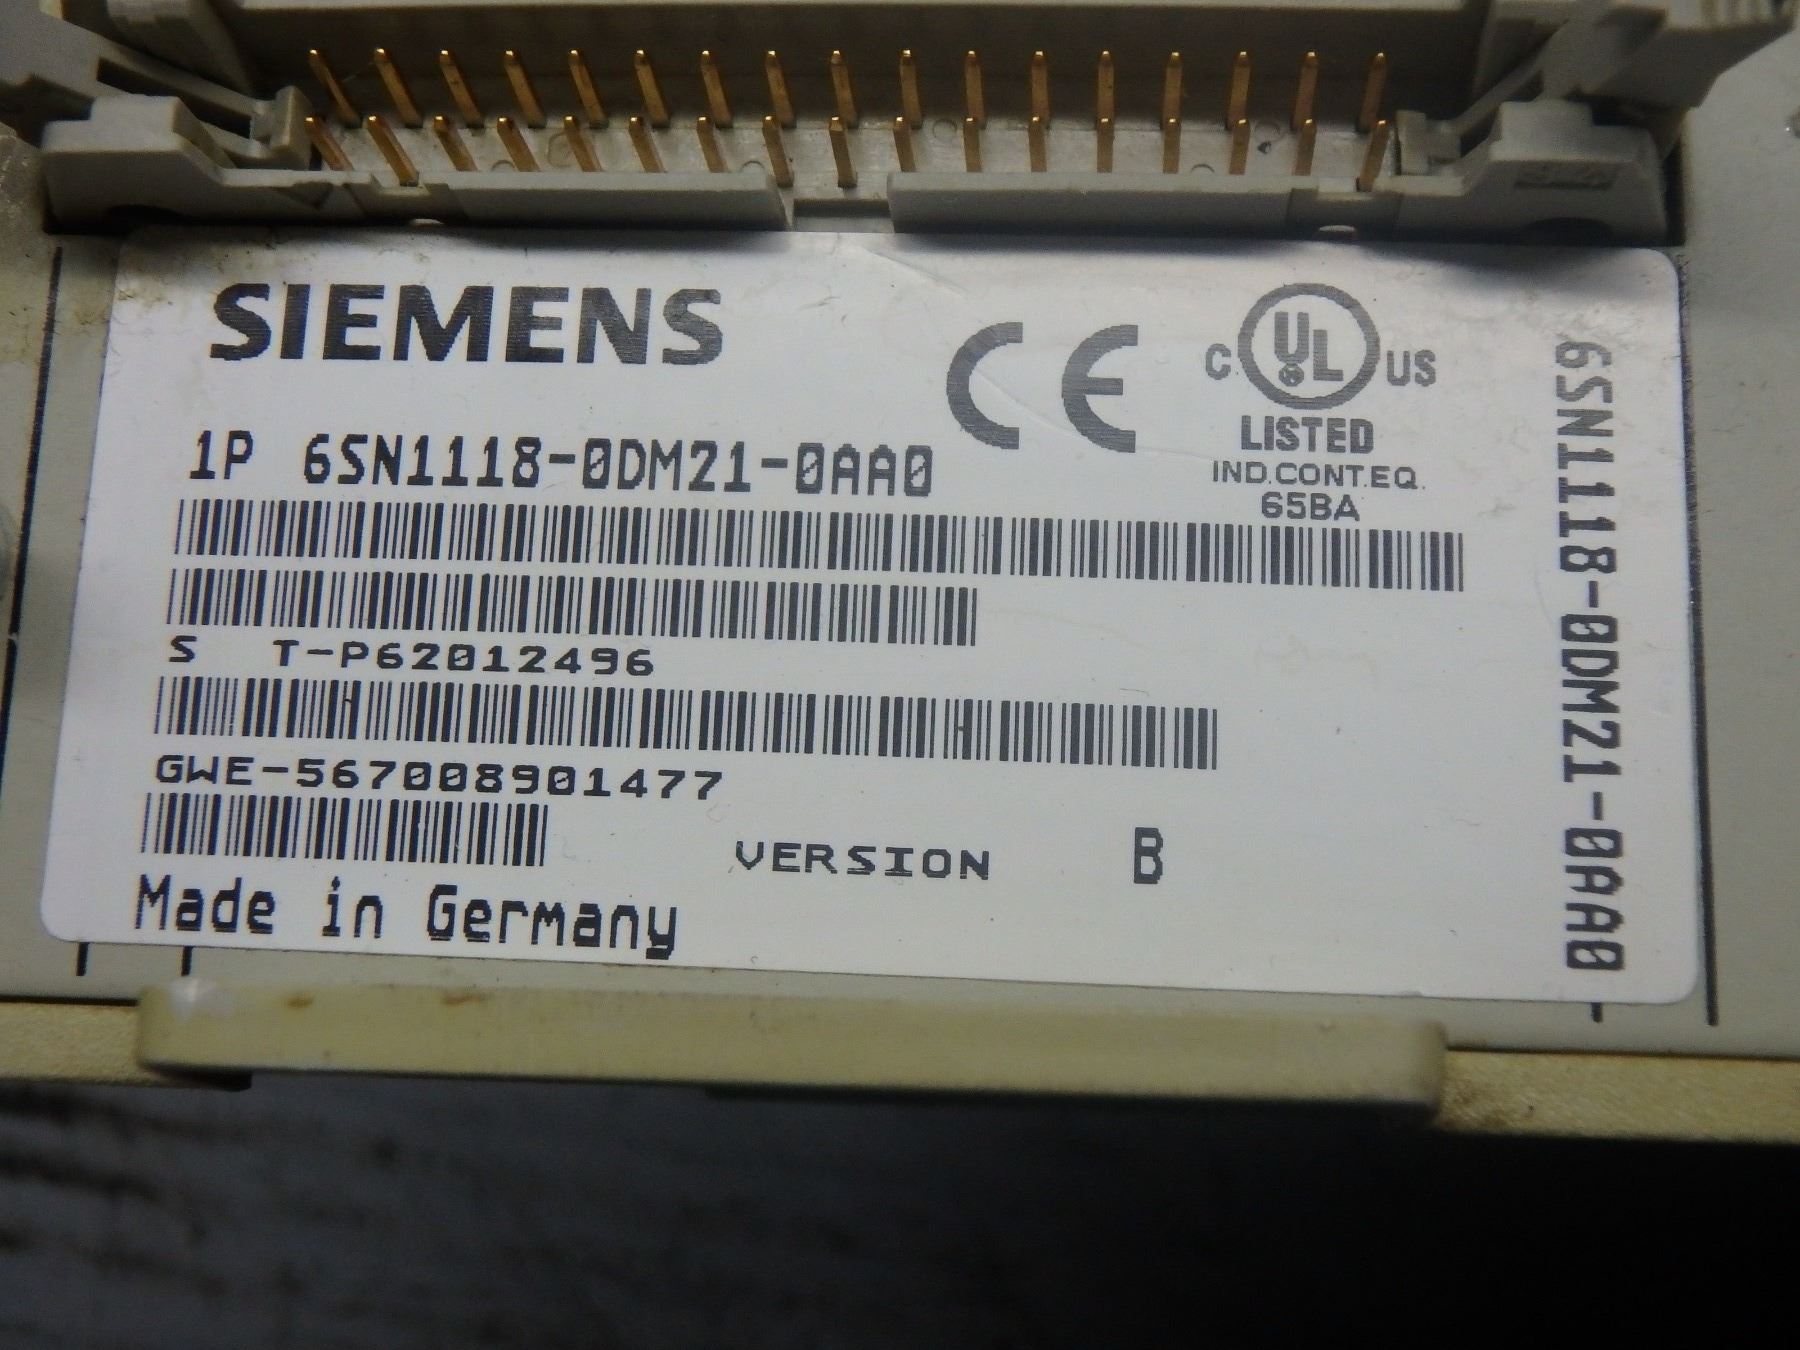 SIEMENS
CE
C UL US
LISTED
IND.CONT.EQ.
65BA
1P 6SN1118-0DM21-0AA0
S T-P62012496
GWE-567008901477
VERSION B
Made in Germany
6SN1118-0DM21-0AA0